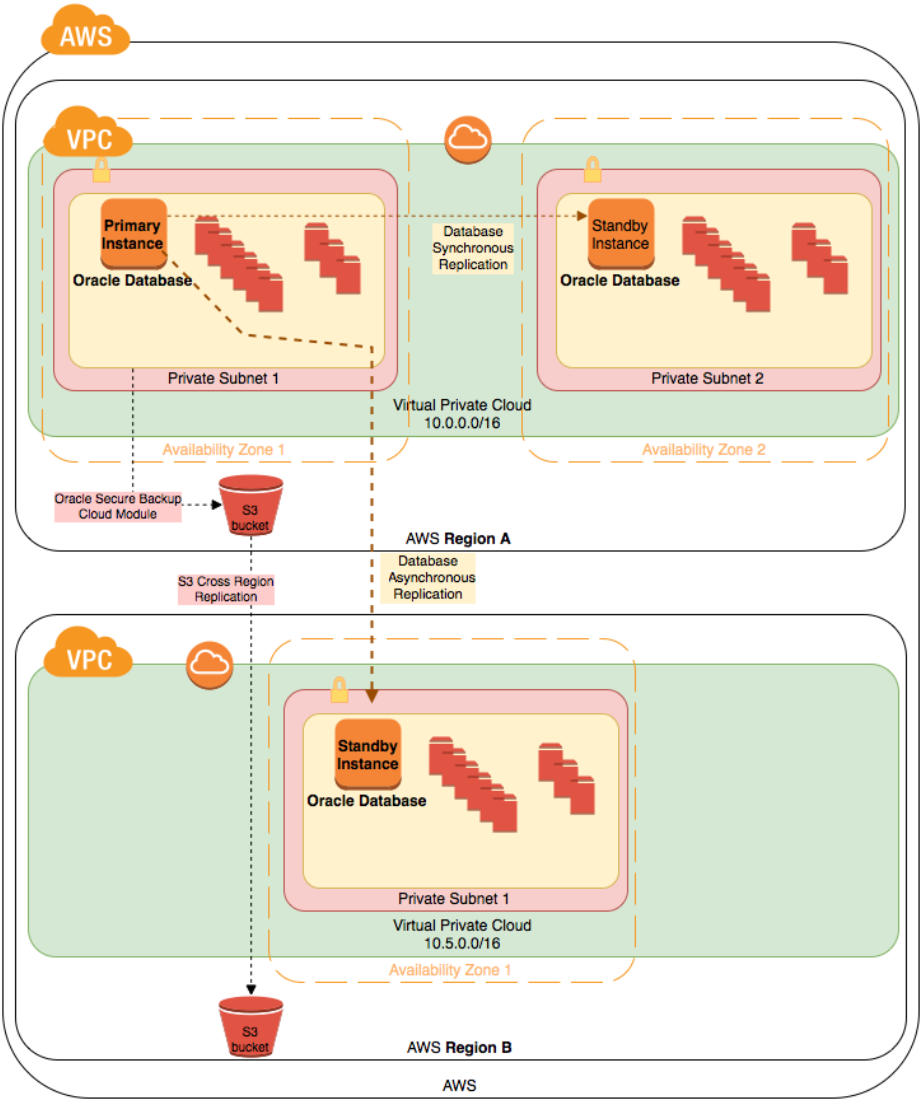 AWS
VPC
Primary
Instance
Oracle Database
Database
Synchronous
Replication
Standby
Instance
Oracle Database
Private Subnet 1
Private Subnet 2
Virtual Private Cloud
10.0.0.0/16
Availability Zone 1
Availability Zone 2
Oracle Secure Backup
Cloud Module
S3
bucket
AWS Region A
S3 Cross Region
Replication
Database
Asynchronous
Replication
VPC
Standby
Instance
Oracle Database
Private Subnet 1
Virtual Private Cloud
10.5.0.0/16
Availability Zone 1
S3
bucket
AWS Region B
AWS